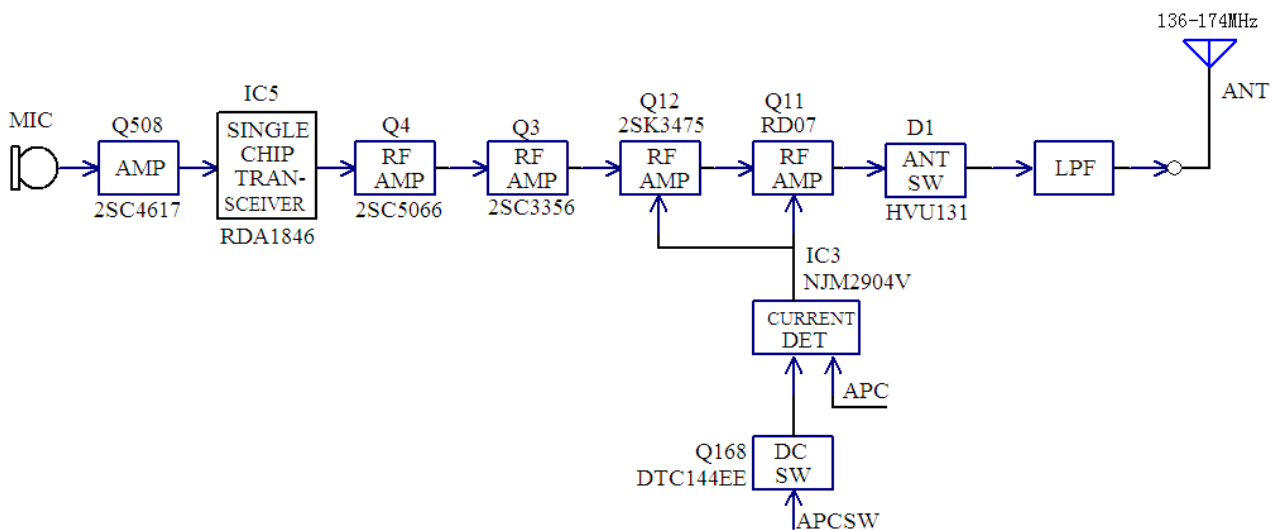 136-174MHz
ANT
MIC
Q508
AMP
2SC4617
IC5
SINGLE
CHIP
TRAN-
SCEIVER
RDA1846
Q4
RF
AMP
2SC5066
Q3
RF
AMP
2SC3356
Q12
2SK3475
RF
AMP
Q11
RD07
RF
AMP
D1
ANT
SW
HVU131
LPF
IC3
NJM2904V
CURRENT
DET
APC
Q168
DTC144EE
DC
SW
APCSW